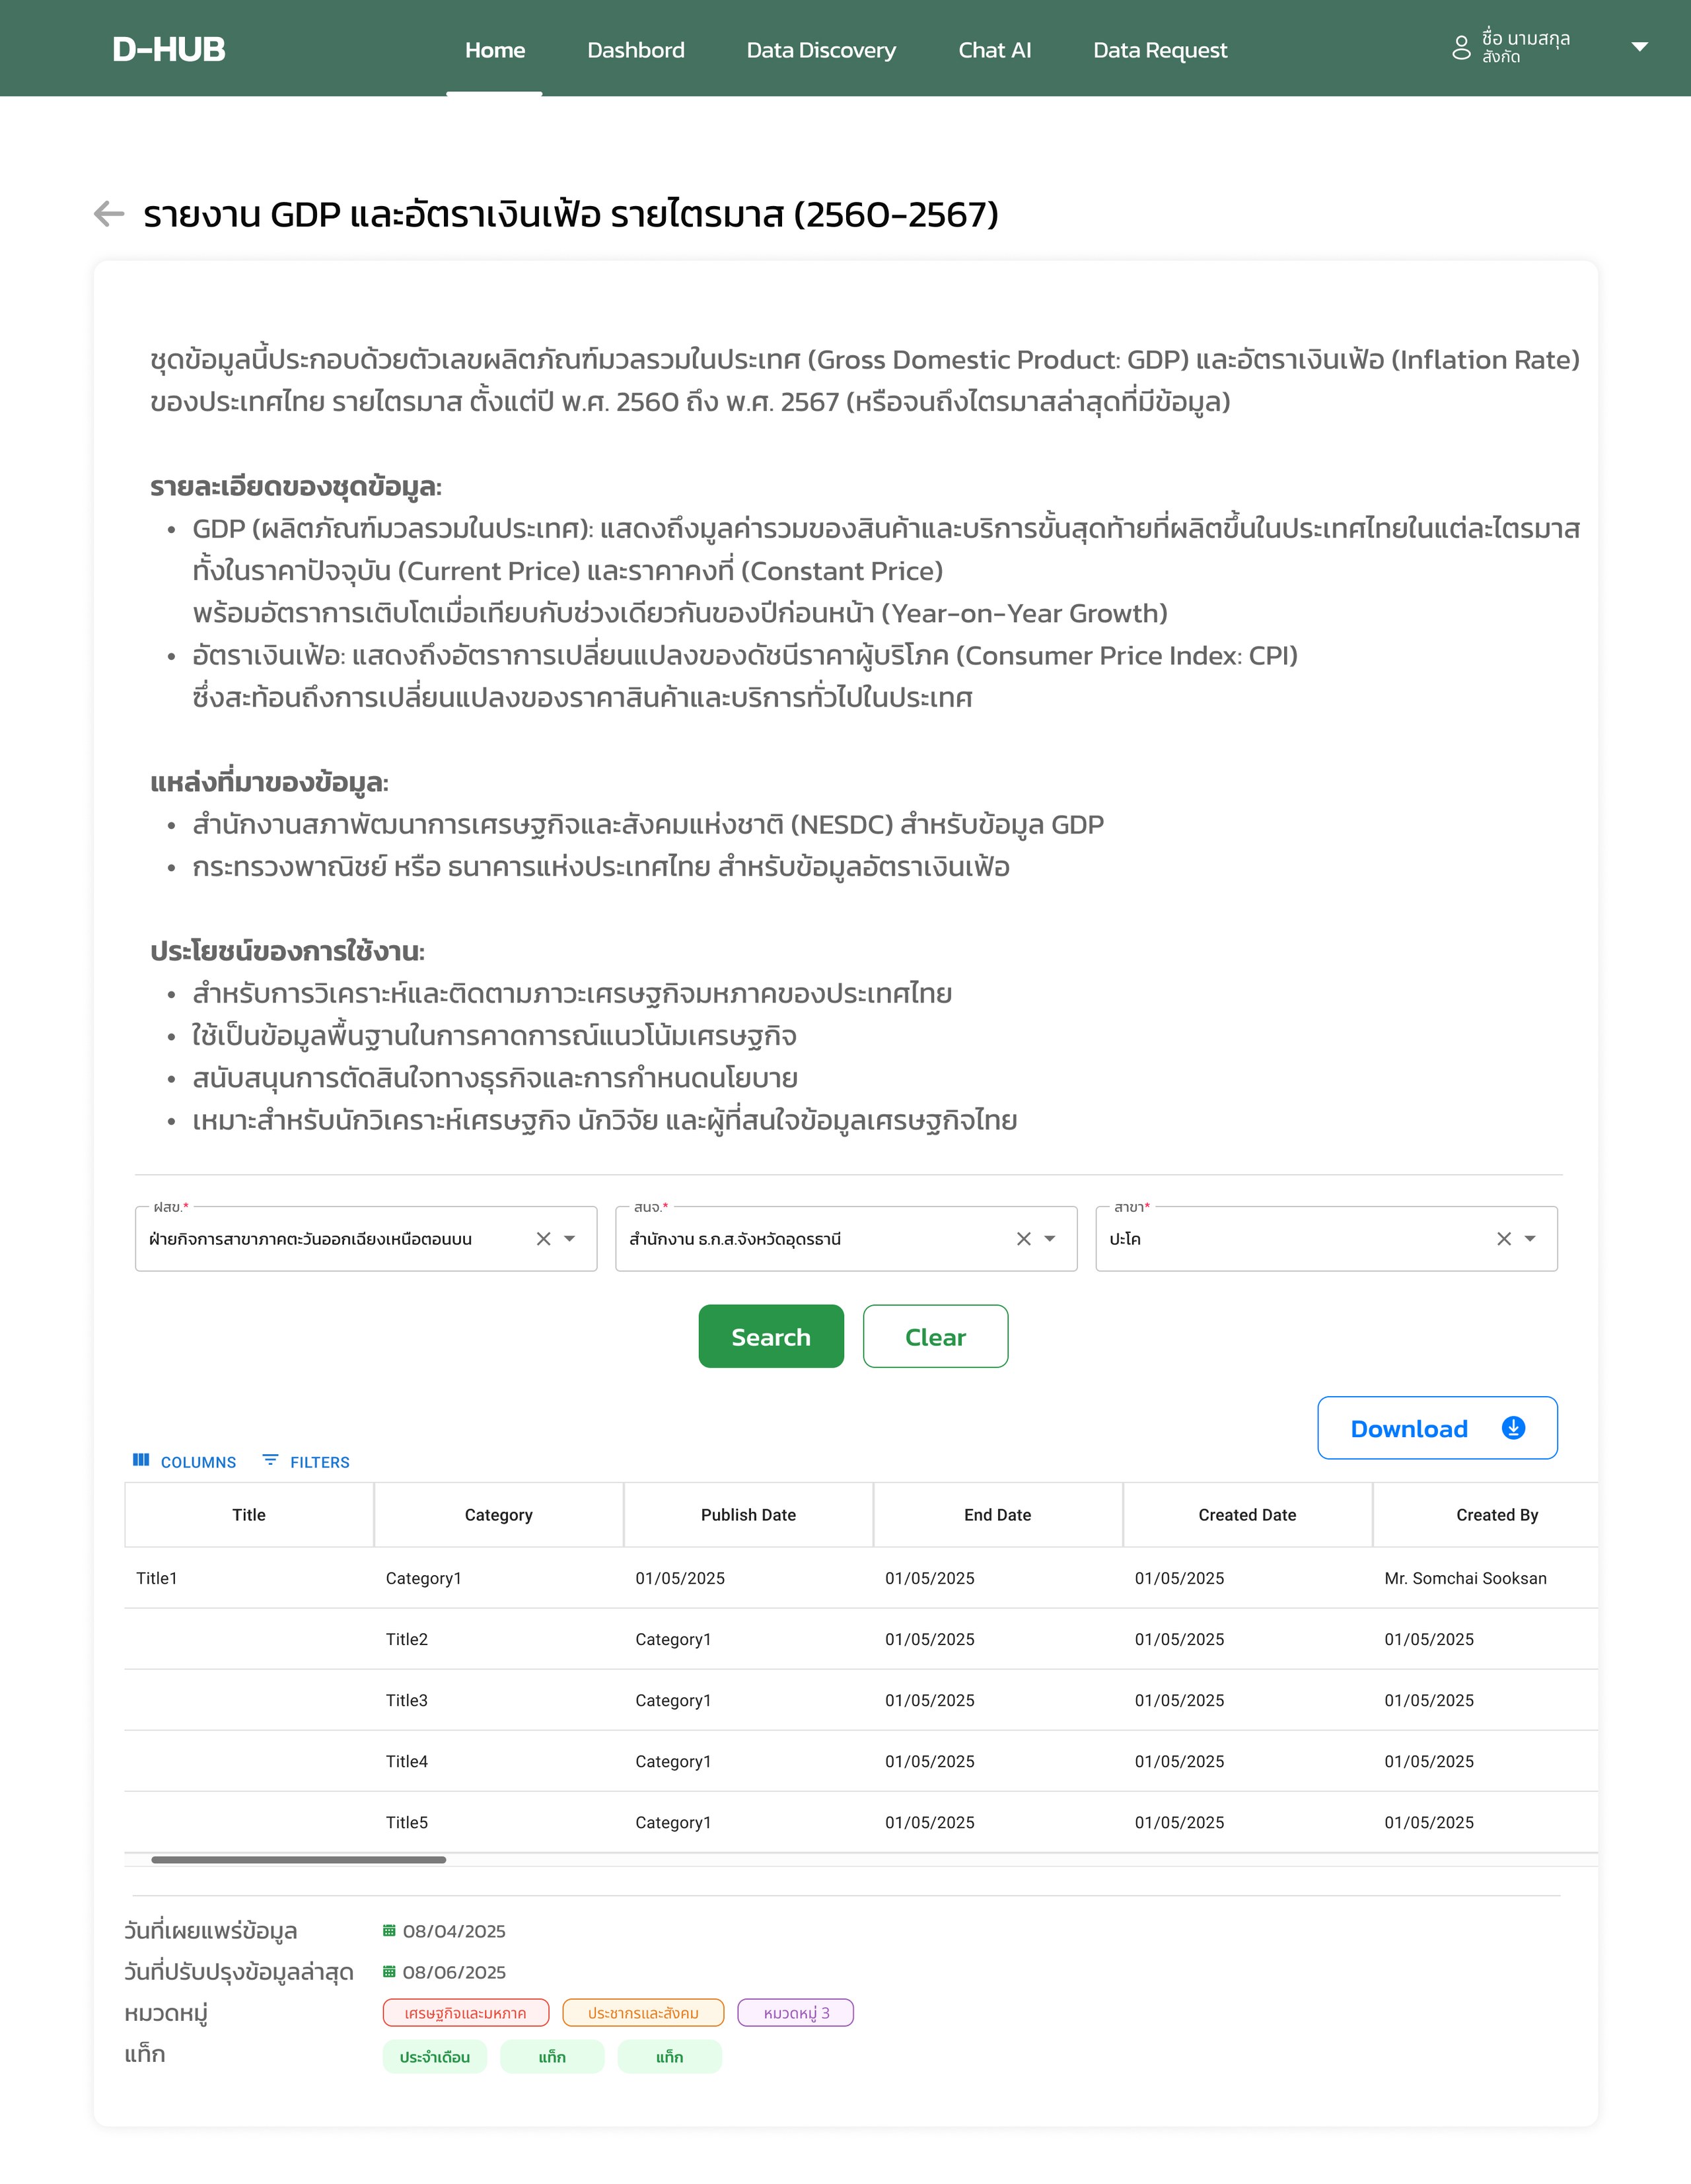 D-HUB
Home Dashbord Data Discovery Chat AI Data Request
ชื่อ นามสกุล
สังกัด
รายงาน GDP และอัตราเงินเฟ้อ รายไตรมาส (2560-2567)
ชุดข้อมูลนี้ประกอบด้วยตัวเลขผลิตภัณฑ์มวลรวมในประเทศ (Gross Domestic Product: GDP) และอัตราเงินเฟ้อ (Inflation Rate)
ของประเทศไทย รายไตรมาส ตั้งแต่ปี พ.ศ. 2560 ถึง พ.ศ. 2567 (หรือจนถึงไตรมาสล่าสุดที่มีข้อมูล)
รายละเอียดของชุดข้อมูล:
• GDP (ผลิตภัณฑ์มวลรวมในประเทศ): แสดงถึงมูลค่ารวมของสินค้าและบริการขั้นสุดท้ายที่ผลิตขึ้นในประเทศไทยในแต่ละไตรมาส
ทั้งในราคาปัจจุบัน (Current Price) และราคาคงที่ (Constant Price)
พร้อมอัตราการเติบโตเมื่อเทียบกับช่วงเดียวกันของปีก่อนหน้า (Year-on-Year Growth)
• อัตราเงินเฟ้อ: แสดงถึงอัตราการเปลี่ยนแปลงของดัชนีราคาผู้บริโภค (Consumer Price Index: CPI)
ซึ่งสะท้อนถึงการเปลี่ยนแปลงของราคาสินค้าและบริการทั่วไปในประเทศ
แหล่งที่มาของข้อมูล:
• สำนักงานสภาพัฒนาการเศรษฐกิจและสังคมแห่งชาติ (NESDC) สำหรับข้อมูล GDP
• กระทรวงพาณิชย์ หรือ ธนาคารแห่งประเทศไทย สำหรับข้อมูลอัตราเงินเฟ้อ
ประโยชน์ของการใช้งาน:
• สำหรับการวิเคราะห์และติดตามภาวะเศรษฐกิจมหภาคของประเทศไทย
• ใช้เป็นข้อมูลพื้นฐานในการคาดการณ์แนวโน้มเศรษฐกิจ
• สนับสนุนการตัดสินใจทางธุรกิจและการกำหนดนโยบาย
• เหมาะสำหรับนักวิเคราะห์เศรษฐกิจ นักวิจัย และผู้ที่สนใจข้อมูลเศรษฐกิจไทย
ฝสข.* สนจ.* สาขา*
ฝ่ายกิจการสาขาภาคตะวันออกเฉียงเหนือตอนบน สำนักงาน ธ.ก.ส.จังหวัดอุดรธานี ปะโค
Search Clear
Download
COLUMNS FILTERS
Title Category Publish Date End Date Created Date Created By
Title1 Category1 01/05/2025 01/05/2025 01/05/2025 Mr. Somchai Sooksan
Title2 Category1 01/05/2025 01/05/2025 01/05/2025
Title3 Category1 01/05/2025 01/05/2025 01/05/2025
Title4 Category1 01/05/2025 01/05/2025 01/05/2025
Title5 Category1 01/05/2025 01/05/2025 01/05/2025
วันที่เผยแพร่ข้อมูล 08/04/2025
วันที่ปรับปรุงข้อมูลล่าสุด 08/06/2025
หมวดหมู่ เศรษฐกิจและมหภาค ประชากรและสังคม หมวดหมู่ 3
แท็ก ประจำเดือน แท็ก แท็ก